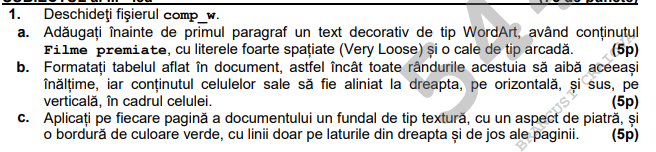 1. Deschideţi fişierul comp_w.
a. Adăugați înainte de primul paragraf un text decorativ de tip WordArt, având conținutul
Filme premiate, cu literele foarte spațiate (Very Loose) și o cale de tip arcadă. (5p)
b. Formatați tabelul aflat în document, astfel încât toate rândurile acestuia să aibă aceeași
înălțime, iar conținutul celulelor sale să fie aliniat la dreapta, pe orizontală, și sus, pe
verticală, în cadrul celulei. (5p)
c. Aplicați pe fiecare pagină a documentului un fundal de tip textură, cu un aspect de piatră, și
o bordură de culoare verde, cu linii doar pe laturile din dreapta și de jos ale paginii. (5p)